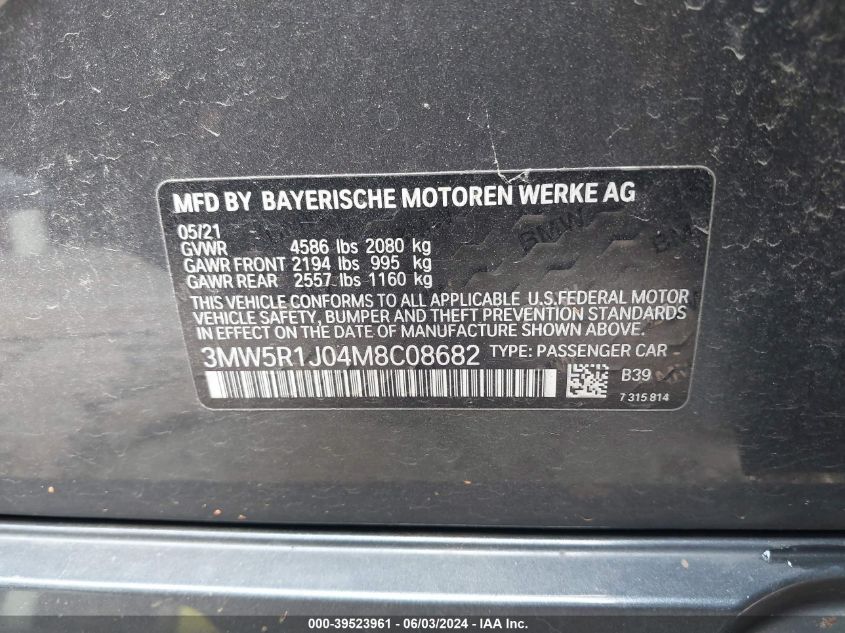 MFD BY BAYERISCHE MOTOREN WERKE AG
05/21
GVWR 4586 lbs 2080 kg
GAWR FRONT 2194 lbs 995 kg
GAWR REAR 2557 lbs 1160 kg
THIS VEHICLE CONFORMS TO ALL APPLICABLE U.S.FEDERAL MOTOR
VEHICLE SAFETY, BUMPER AND THEFT PREVENTION STANDARDS
IN EFFECT ON THE DATE OF MANUFACTURE SHOWN ABOVE.
3MW5R1J04M8C08682 TYPE: PASSENGER CAR
B39
7 315 814
BMW
BM
000-39523961 - 06/03/2024 - © IAA, Inc.